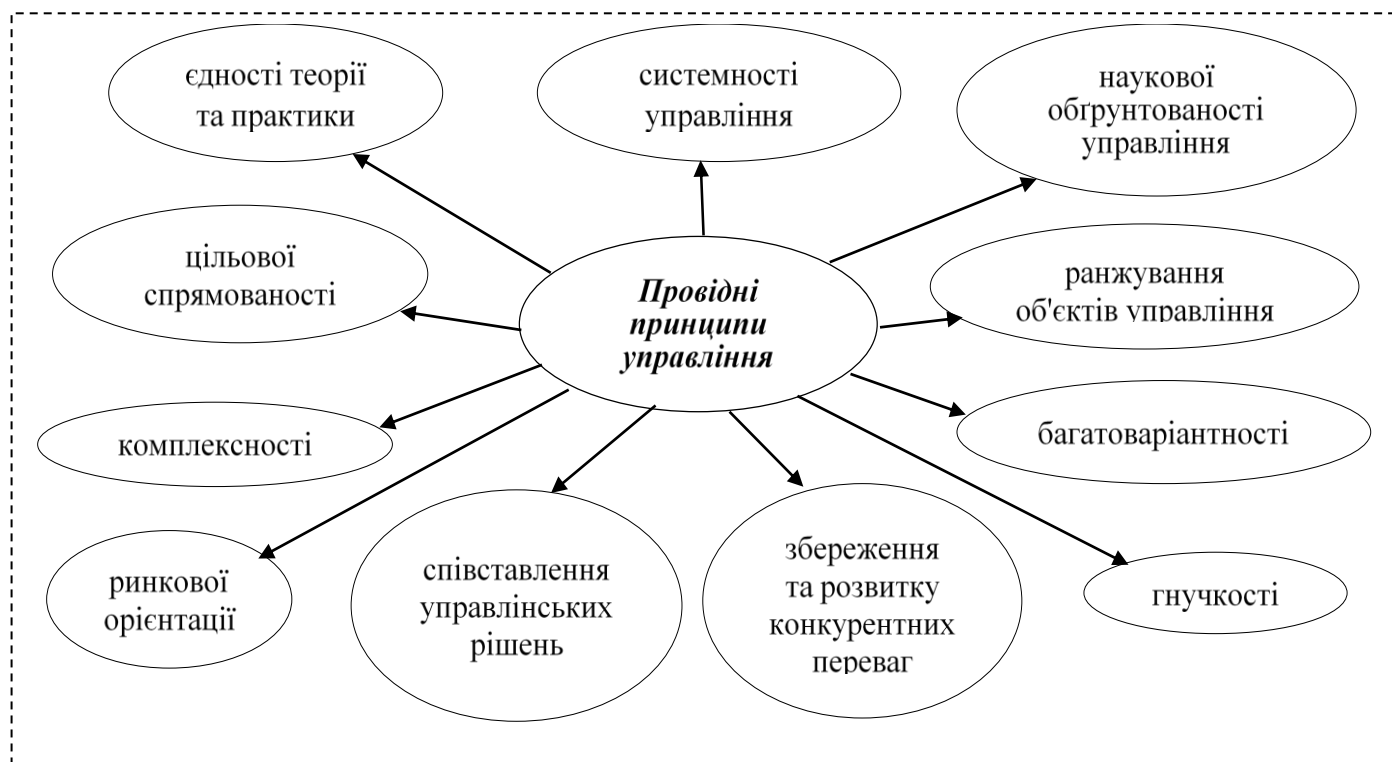 єдності теорії
та практики
системності
управління
наукової
обґрунтованості
управління
цільової
спрямованості
Провідні
принципи
управління
ранжування
об'єктів управління
комплексності
багатоваріантності
ринкової
орієнтації
співставлення
управлінських
рішень
збереження
та розвитку
конкурентних
переваг
гнучкості